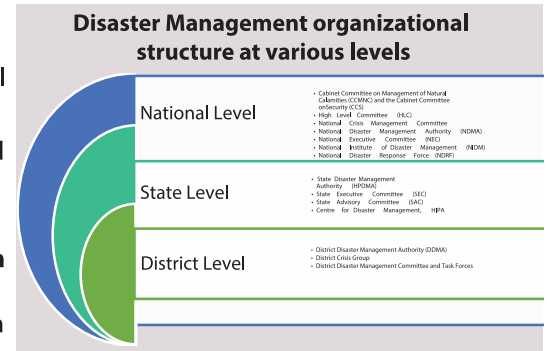 Disaster Management organizational
structure at various levels
National Level
• Cabinet Committee on Management of Natural
Calamities (CCMNC) and the Cabinet Committee
onSecurity (CCS)
• High Level Committee (HLC)
• National Crisis Management Committee
• National Disaster Management Authority (NDMA)
• National Executive Committee (NEC)
• National Institute of Disaster Management (NIDM)
• National Disaster Response Force (NDRF)
State Level
• State Disaster Management
Authority (HPDMA)
• State Executive Committee (SEC)
• State Advisory Committee (SAC)
• Centre for Disaster Management, HIPA
District Level
• District Disaster Management Authority (DDMA)
• District Crisis Group
• District Disaster Management Committee and Task Forces